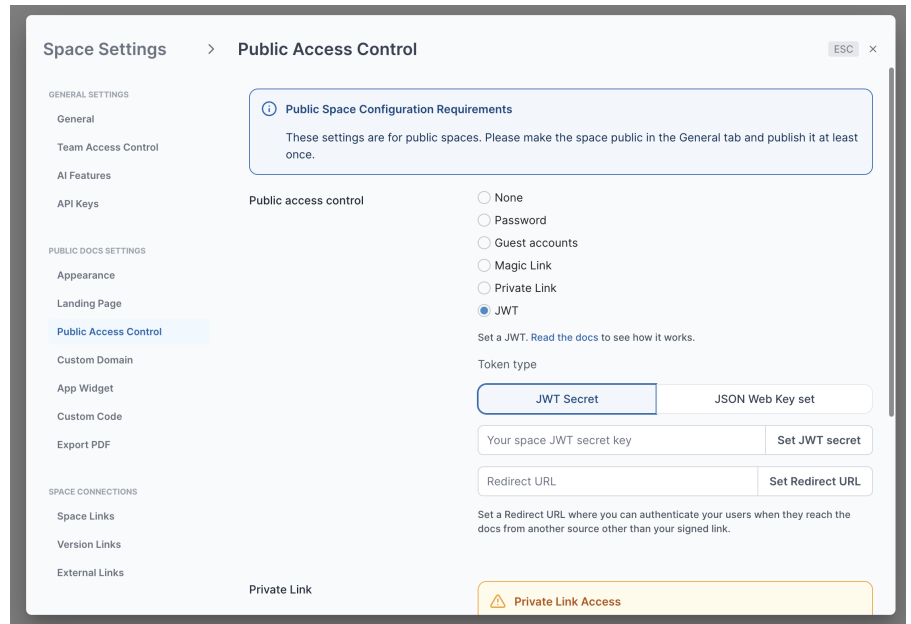 Space Settings
Public Access Control
ESC
GENERAL SETTINGS
General
Team Access Control
AI Features
API Keys
PUBLIC DOCS SETTINGS
Appearance
Landing Page
Public Access Control
Custom Domain
App Widget
Custom Code
Export PDF
SPACE CONNECTIONS
Space Links
Version Links
External Links
Public Space Configuration Requirements
These settings are for public spaces. Please make the space public in the General tab and publish it at least
once.
Public access control
None
Password
Guest accounts
Magic Link
Private Link
JWT
Set a JWT. Read the docs to see how it works.
Token type
JWT Secret
JSON Web Key set
Your space JWT secret key
Set JWT secret
Redirect URL
Set Redirect URL
Set a Redirect URL where you can authenticate your users when they reach the
docs from another source other than your signed link.
Private Link
Private Link Access